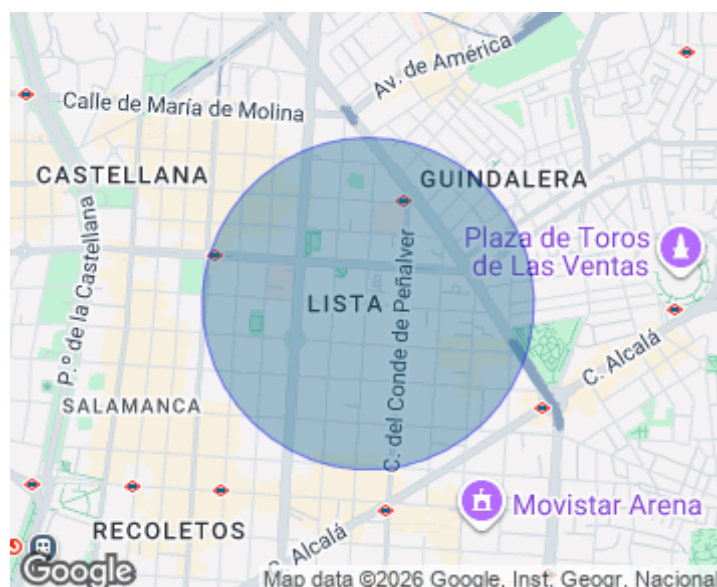 Av. de América
Calle de María de Molina
CASTELLANA
GUINDALERA
P.º de la Castellana
Plaza de Toros
de Las Ventas
LISTA
C. del Conde de Peñalver
C. Alcalá
SALAMANCA
Movistar Arena
RECOLETOS
C. Alcalá
Google
Map data ©2026 Google, Inst. Geogr. Nacional